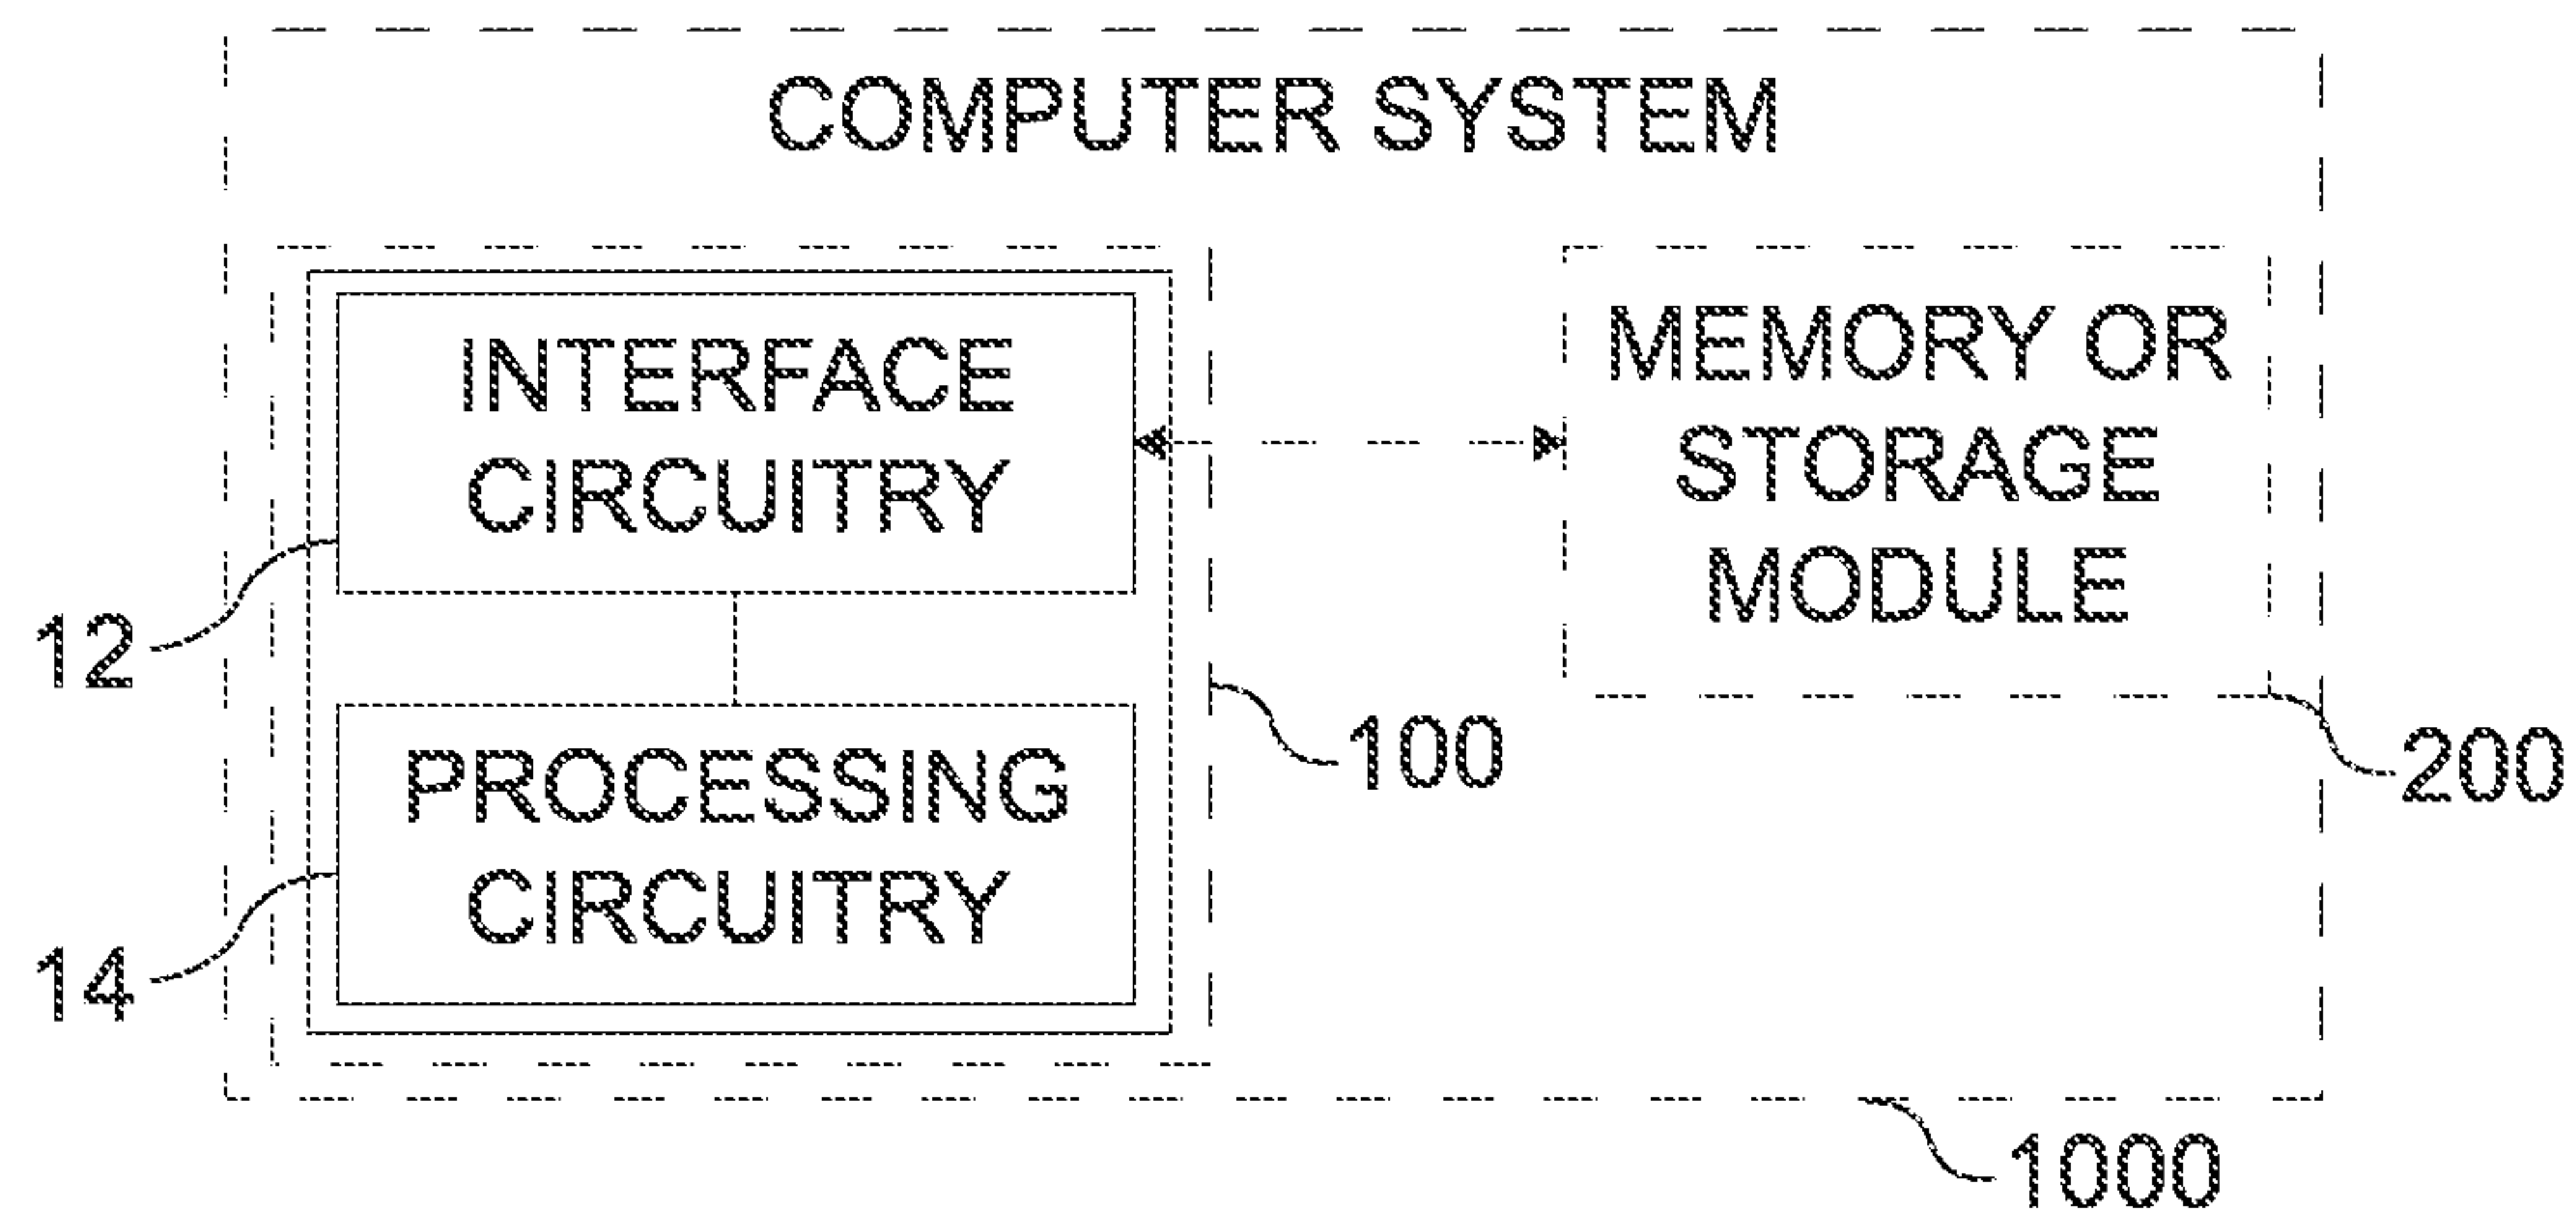 COMPUTER SYSTEM
INTERFACE
CIRCUITRY
MEMORY OR
STORAGE
MODULE
12
100
200
PROCESSING
CIRCUITRY
14
1000